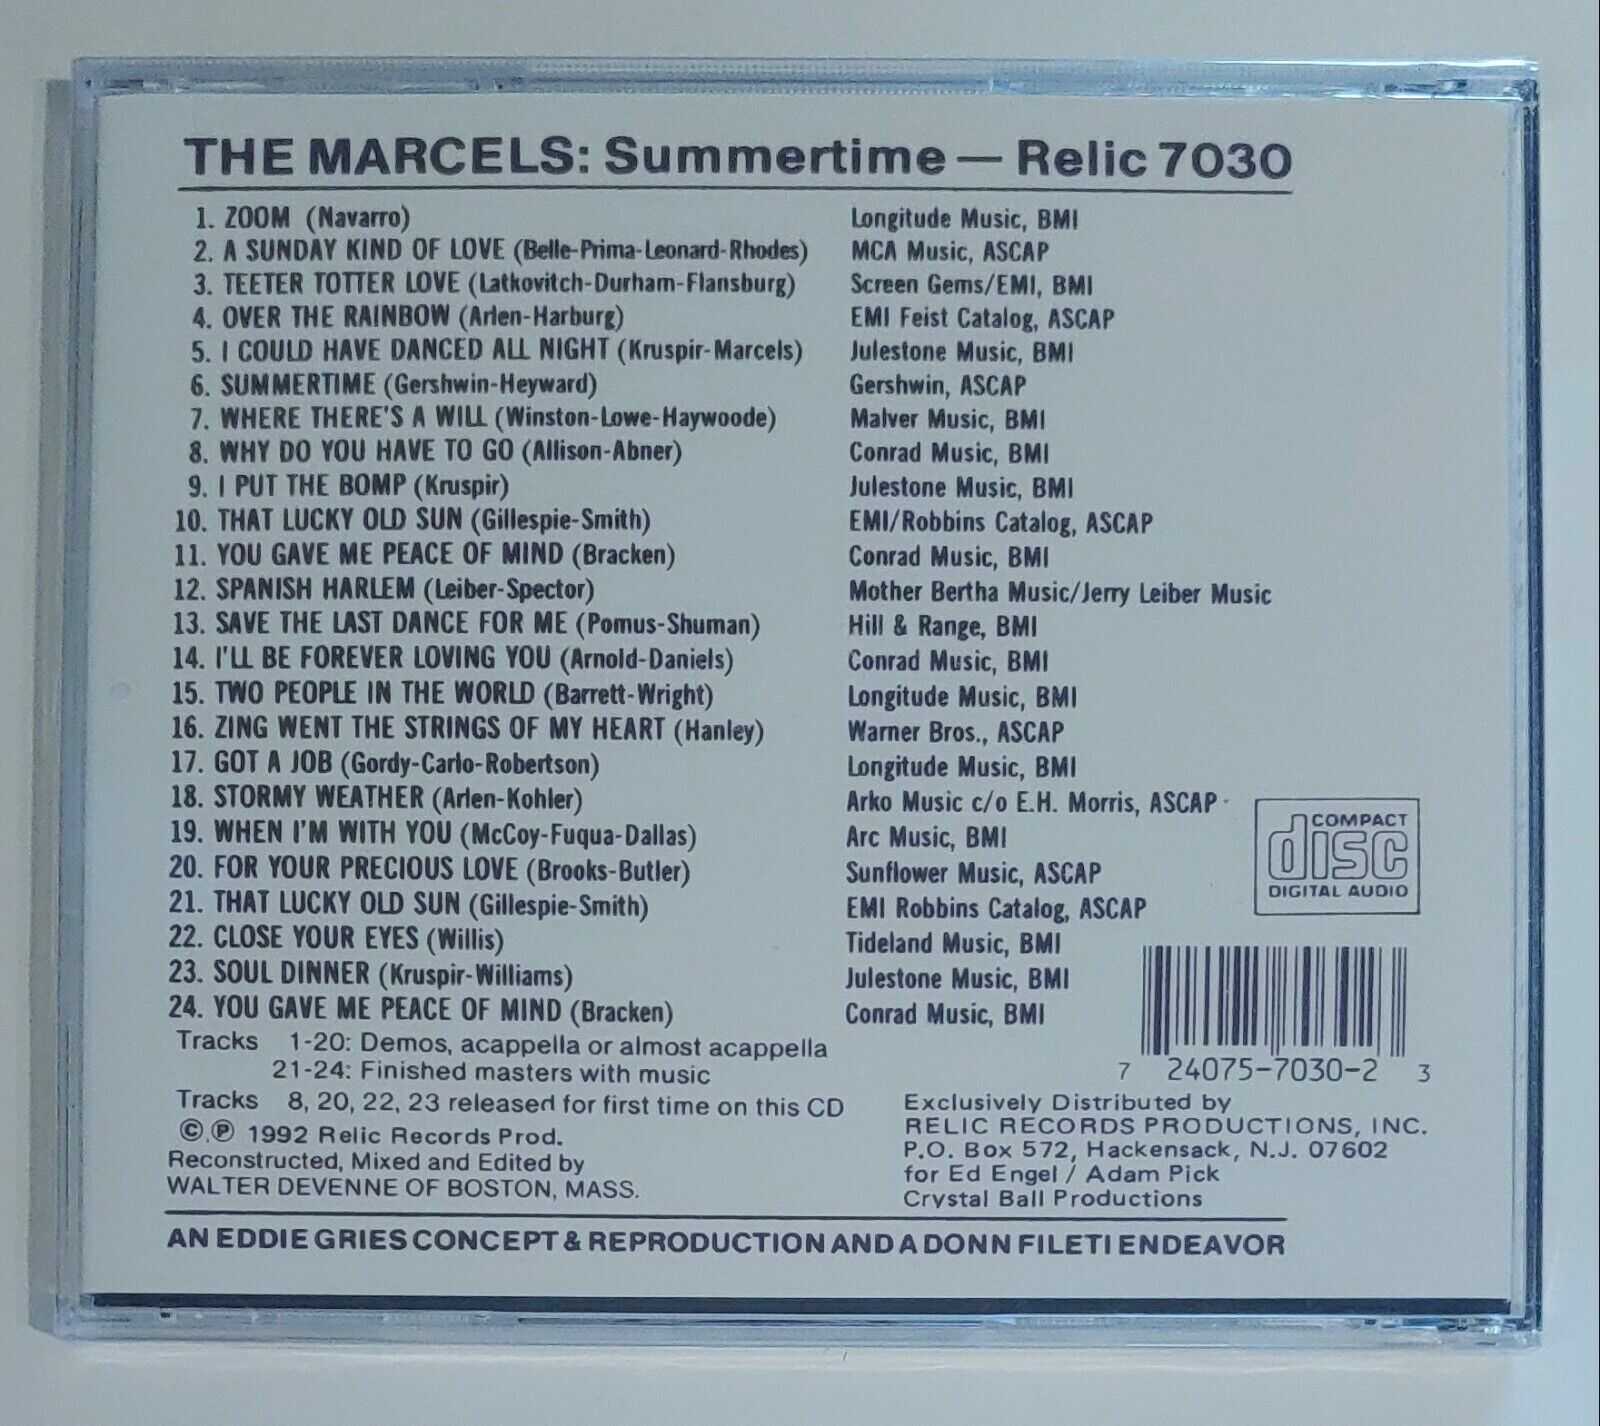 THE MARCELS: Summertime — Relic 7030
1. ZOOM (Navarro) Longitude Music, BMI
2. A SUNDAY KIND OF LOVE (Belle-Prima-Leonard-Rhodes) MCA Music, ASCAP
3. TEETER TOTTER LOVE (Latkovitch-Durham-Flansburg) Screen Gems/EMI, BMI
4. OVER THE RAINBOW (Arlen-Harburg) EMI Feist Catalog, ASCAP
5. I COULD HAVE DANCED ALL NIGHT (Kruspir-Marcels) Julestone Music, BMI
6. SUMMERTIME (Gershwin-Heyward) Gershwin, ASCAP
7. WHERE THERE'S A WILL (Winston-Lowe-Haywoode) Malver Music, BMI
8. WHY DO YOU HAVE TO GO (Allison-Abner) Conrad Music, BMI
9. I PUT THE BOMP (Kruspir) Julestone Music, BMI
10. THAT LUCKY OLD SUN (Gillespie-Smith) EMI/Robbins Catalog, ASCAP
11. YOU GAVE ME PEACE OF MIND (Bracken) Conrad Music, BMI
12. SPANISH HARLEM (Leiber-Spector) Mother Bertha Music/Jerry Leiber Music
13. SAVE THE LAST DANCE FOR ME (Pomus-Shuman) Hill & Range, BMI
14. I'LL BE FOREVER LOVING YOU (Arnold-Daniels) Conrad Music, BMI
15. TWO PEOPLE IN THE WORLD (Barrett-Wright) Longitude Music, BMI
16. ZING WENT THE STRINGS OF MY HEART (Hanley) Warner Bros., ASCAP
17. GOT A JOB (Gordy-Carlo-Robertson) Longitude Music, BMI
18. STORMY WEATHER (Arlen-Kohler) Arko Music c/o E.H. Morris, ASCAP
19. WHEN I'M WITH YOU (McCoy-Fuqua-Dallas) Arc Music, BMI
20. FOR YOUR PRECIOUS LOVE (Brooks-Butler) Sunflower Music, ASCAP
21. THAT LUCKY OLD SUN (Gillespie-Smith) EMI Robbins Catalog, ASCAP
22. CLOSE YOUR EYES (Willis) Tideland Music, BMI
23. SOUL DINNER (Kruspir-Williams) Julestone Music, BMI
24. YOU GAVE ME PEACE OF MIND (Bracken) Conrad Music, BMI
Tracks 1-20: Demos, acappella or almost acappella
21-24: Finished masters with music
Tracks 8, 20, 22, 23 released for first time on this CD
©,℗ 1992 Relic Records Prod.
Reconstructed, Mixed and Edited by
WALTER DEVENNE OF BOSTON, MASS.
COMPACT
disc
DIGITAL AUDIO
7 24075-7030-2 3
Exclusively Distributed by
RELIC RECORDS PRODUCTIONS, INC.
P.O. Box 572, Hackensack, N.J. 07602
for Ed Engel / Adam Pick
Crystal Ball Productions
AN EDDIE GRIES CONCEPT & REPRODUCTION AND A DONN FILETI ENDEAVOR